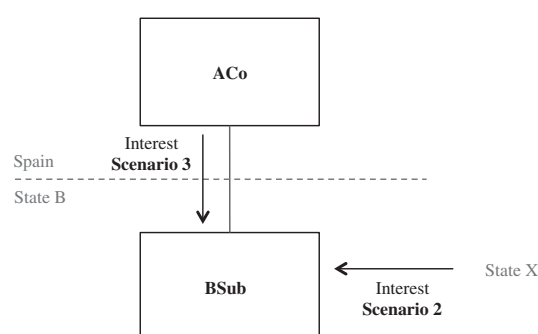 ACo
Interest
Scenario 3
Spain
State B
BSub
State X
Interest
Scenario 2